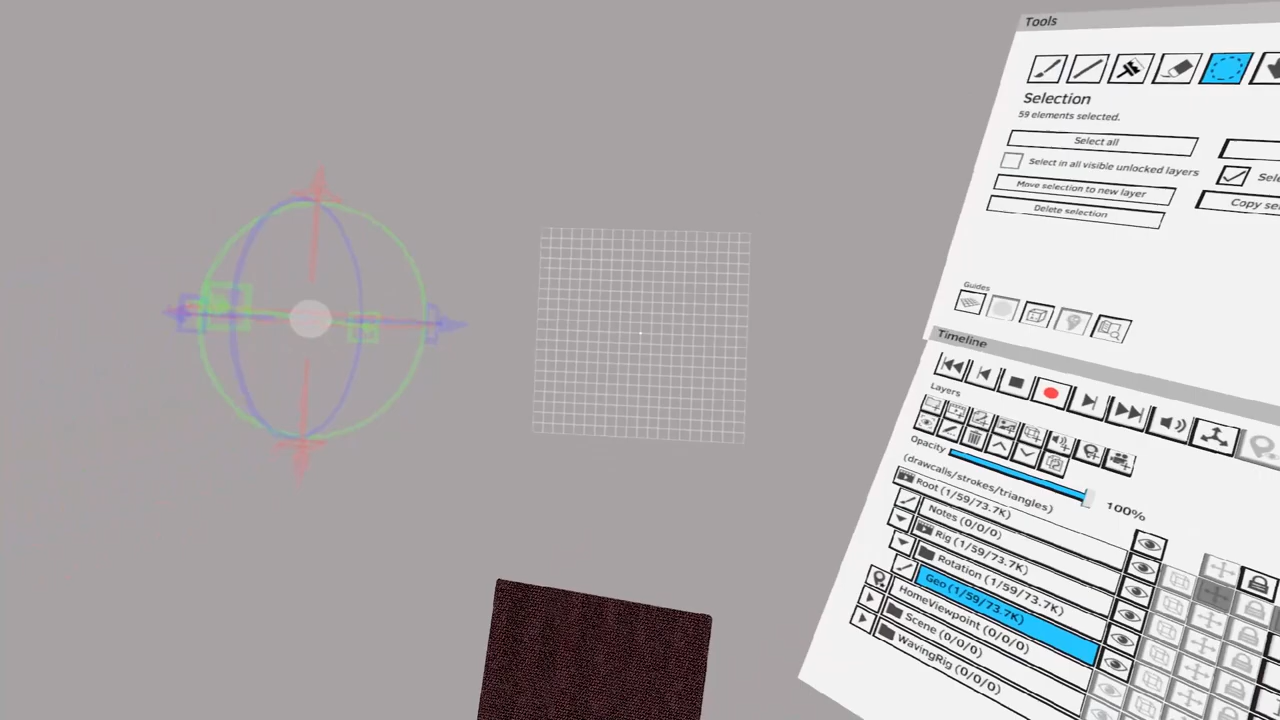 Tools
Selection
59 elements selected.
Select all
Select in all visible unlocked layers
Sele
Move selection to new layer
Copy se
Delete selection
Guides
Timeline
Layers
Opacity
100%
(drawcalls/strokes/triangles)
Root (1/59/73.7K)
Notes (0/0/0)
Rig (1/59/73.7K)
Rotation (1/59/73.7K)
Geo (1/59/73.7K)
HomeViewpoint (0/0/0)
Scene (0/0/0)
WavingRig (0/0/0)